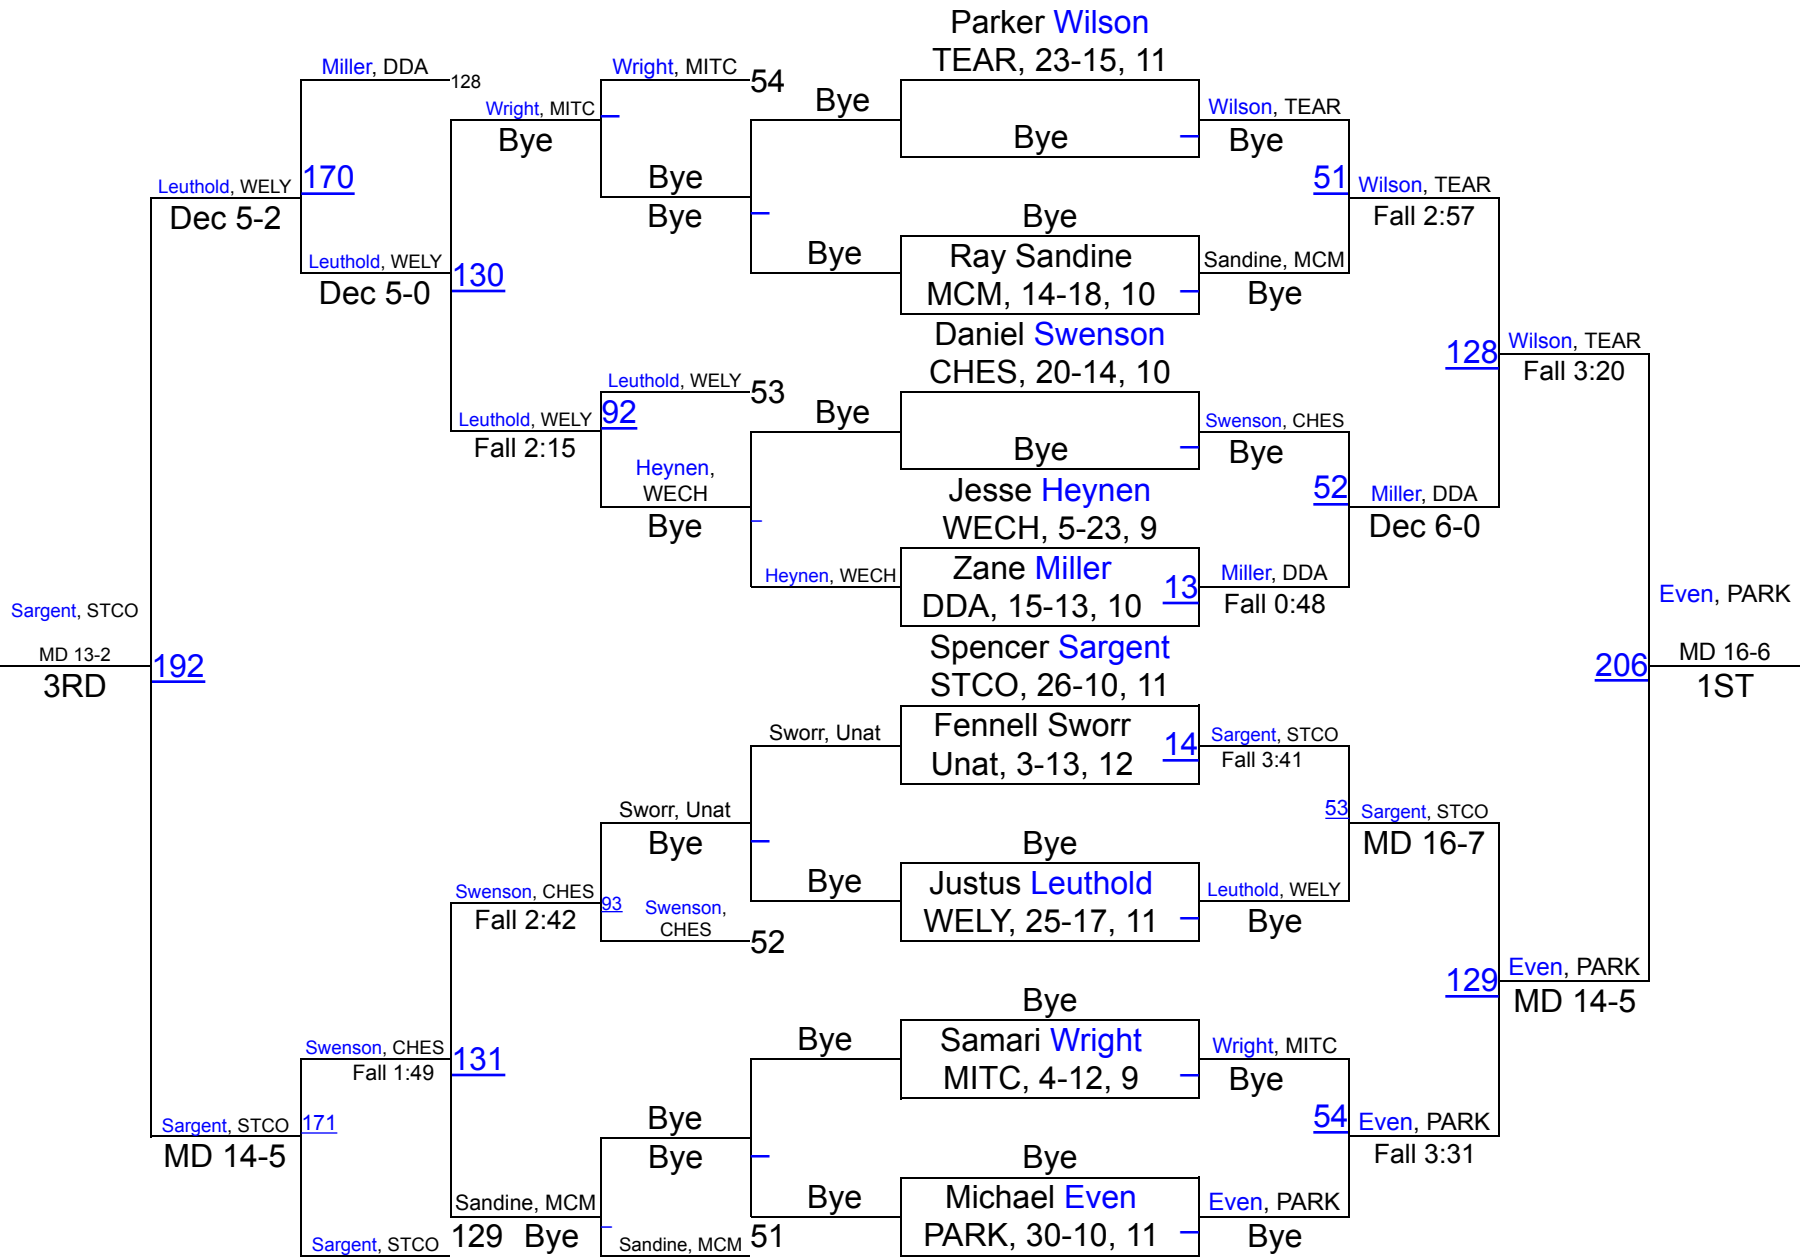 Parker Wilson
TEAR, 23-15, 11
Miller, DDA
128
Wright, MITC
54
Bye
Wright, MITC
Bye
Bye
Wilson, TEAR
Bye
Leuthold, WELY
170
Dec 5-2
Bye
Bye
51
Wilson, TEAR
Fall 2:57
Bye
Leuthold, WELY
130
Dec 5-0
Bye
Ray Sandine
MCM, 14-18, 10
Sandine, MCM
Bye
Daniel Swenson
CHES, 20-14, 10
128
Wilson, TEAR
Fall 3:20
Leuthold, WELY
53
Leuthold, WELY
92
Fall 2:15
Bye
Bye
Swenson, CHES
Bye
Heynen,
WECH
Bye
Jesse Heynen
WECH, 5-23, 9
52
Miller, DDA
Dec 6-0
Heynen, WECH
Zane Miller
DDA, 15-13, 10
13
Miller, DDA
Fall 0:48
Sargent, STCO
MD 13-2
3RD
192
Even, PARK
206
MD 16-6
1ST
Spencer Sargent
STCO, 26-10, 11
Sworr, Unat
Fennell Sworr
Unat, 3-13, 12
14
Sargent, STCO
Fall 3:41
Sworr, Unat
Bye
53
Sargent, STCO
MD 16-7
Bye
Swenson, CHES
93
Fall 2:42
Swenson,
CHES
52
Bye
Justus Leuthold
WELY, 25-17, 11
Leuthold, WELY
Bye
129
Even, PARK
MD 14-5
Bye
Swenson, CHES
Fall 1:49
131
Bye
Samari Wright
MITC, 4-12, 9
Wright, MITC
Bye
Sargent, STCO
171
MD 14-5
Bye
Bye
54
Even, PARK
Fall 3:31
Bye
Sandine, MCM
Bye
Bye
Michael Even
PARK, 30-10, 11
Even, PARK
Bye
Sargent, STCO
129
Sandine, MCM
51